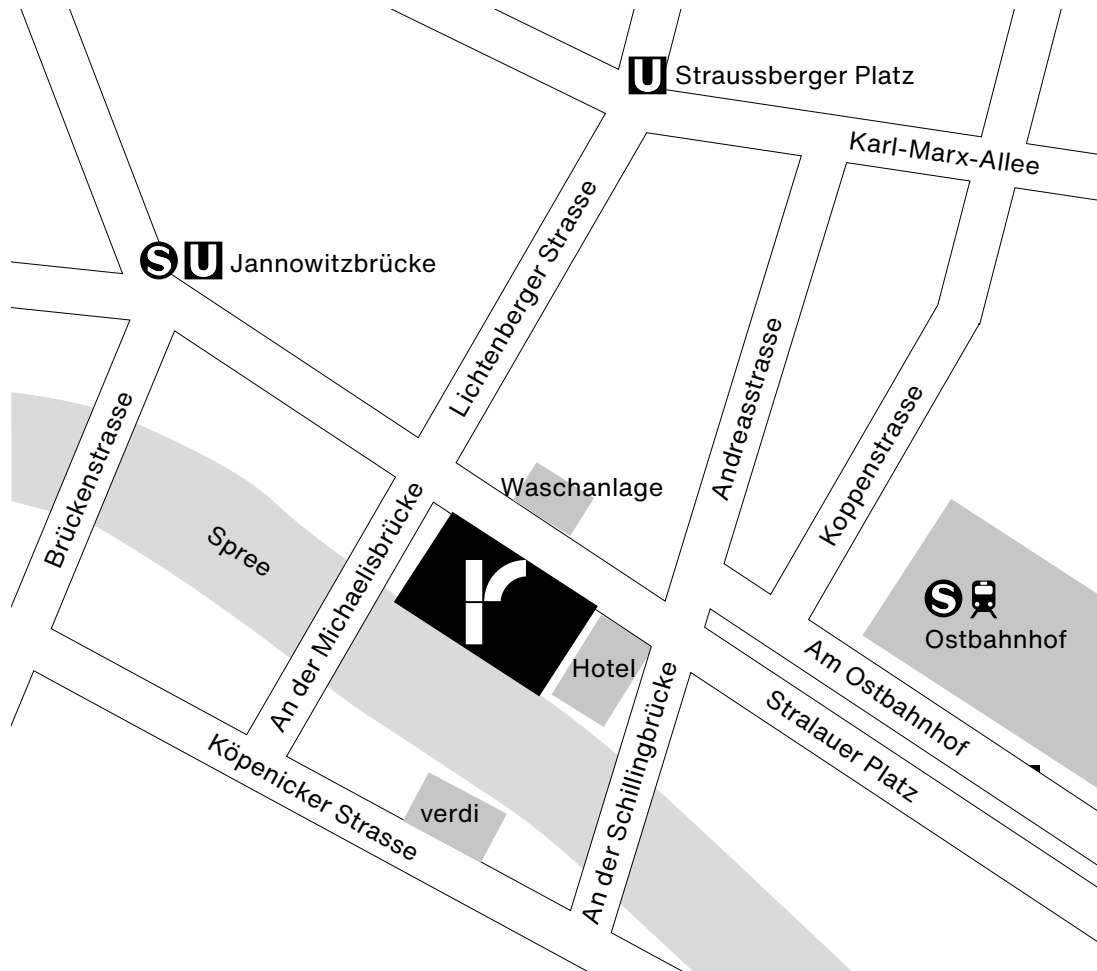 U Straussberger Platz
Karl-Marx-Allee
S U Jannowitzbrücke
Lichtenberger Strasse
Andreasstrasse
Koppenstrasse
Brückenstrasse
Waschanlage
Spree
An der Michaelisbrücke
r
S
Ostbahnhof
Hotel
Am Ostbahnhof
Stralauer Platz
An der Schillingbrücke
Köpenicker Strasse
verdi